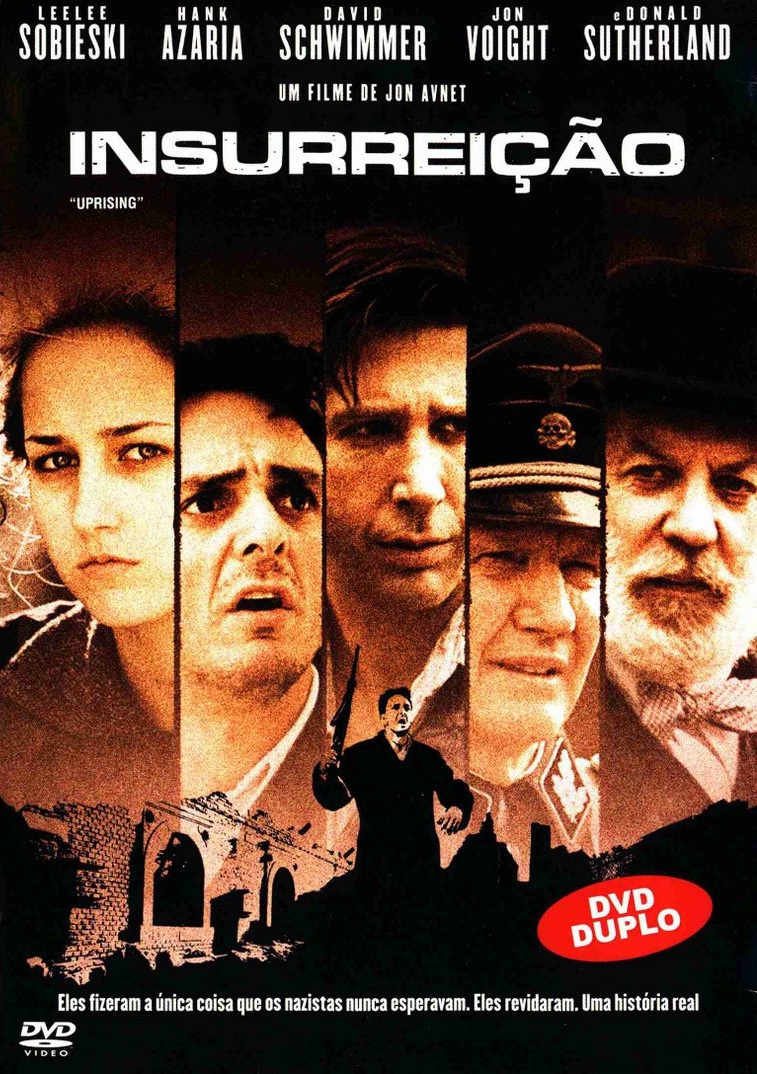 LEELEE SOBIESKI
HANK AZARIA
DAVID SCHWIMMER
JON VOIGHT
e DONALD SUTHERLAND
UM FILME DE JON AVNET
INSURREIÇÃO
“UPRISING”
DVD
DUPLO
Eles fizeram a única coisa que os nazistas nunca esperavam. Eles revidaram. Uma história real
DVD
VIDEO